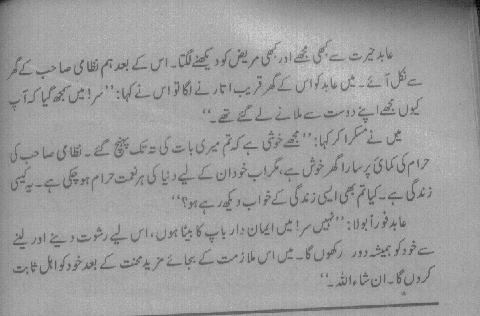 عابد حیرت سے کبھی مجھے اور کبھی مریض کو دیکھنے لگتا۔ اس کے بعد ہم نظامی صاحب کے گھر
سے نکل آئے۔ میں عابد کو اس کے گھر قریب اتارنے لگا تو اس نے کہا: ’’سر! میں سمجھ گیا کہ آپ
کیوں مجھے اپنے دوست سے ملانے لے گئے تھے۔‘‘
میں نے مسکرا کر کہا: ’’مجھے خوشی ہے کہ تم میری بات کی تہ تک پہنچ گئے۔ نظامی صاحب کی
حرام کی کمائی پر سارا گھر خوش ہے، مگر اب خود ان کے لیے دنیا کی ہر نعمت حرام ہوچکی ہے۔ یہ کیسی
زندگی ہے۔ کیا تم بھی ایسی زندگی کے خواب دیکھ رہے ہو؟‘‘
عابد فوراً بولا: ’’نہیں سر! میں ایمان دار باپ کا بیٹا ہوں، اس لیے رشوت دینے اور لینے
سے خود کو ہمیشہ دور رکھوں گا۔ میں اس ملازمت کے بجائے مزید محنت کے بعد خود کو اہل ثابت
کروں گا۔ ان شاء اللہ۔‘‘